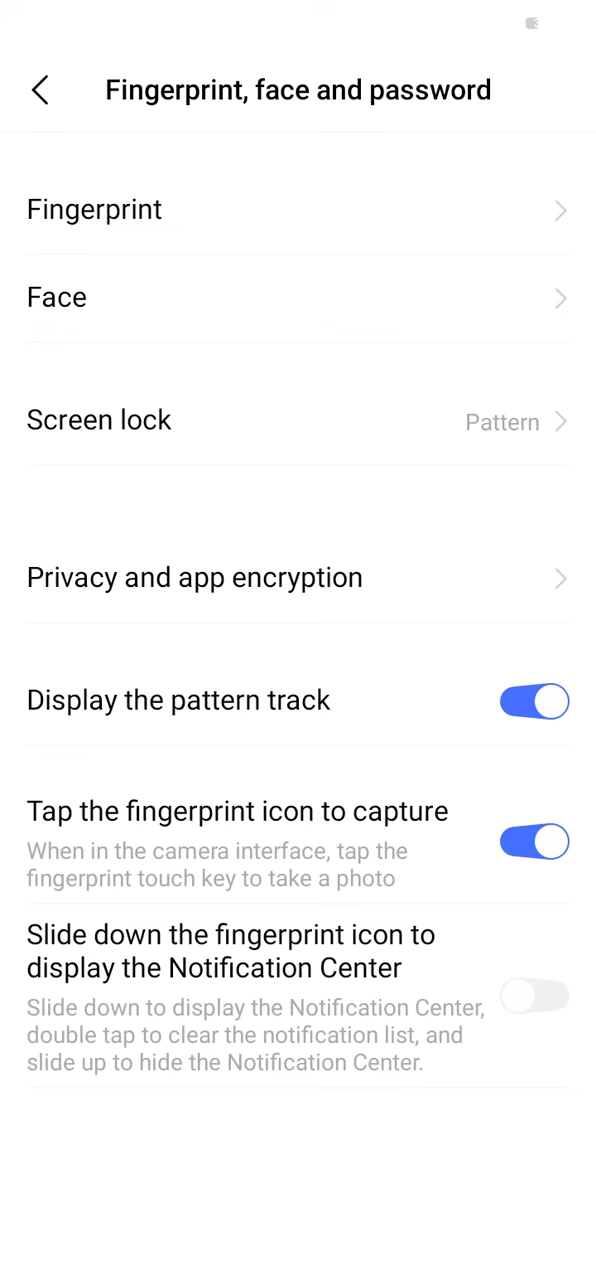 Fingerprint, face and password
Fingerprint
Face
Screen lock
Pattern
Privacy and app encryption
Display the pattern track
Tap the fingerprint icon to capture
When in the camera interface, tap the
fingerprint touch key to take a photo
Slide down the fingerprint icon to
display the Notification Center
Slide down to display the Notification Center,
double tap to clear the notification list, and
slide up to hide the Notification Center.